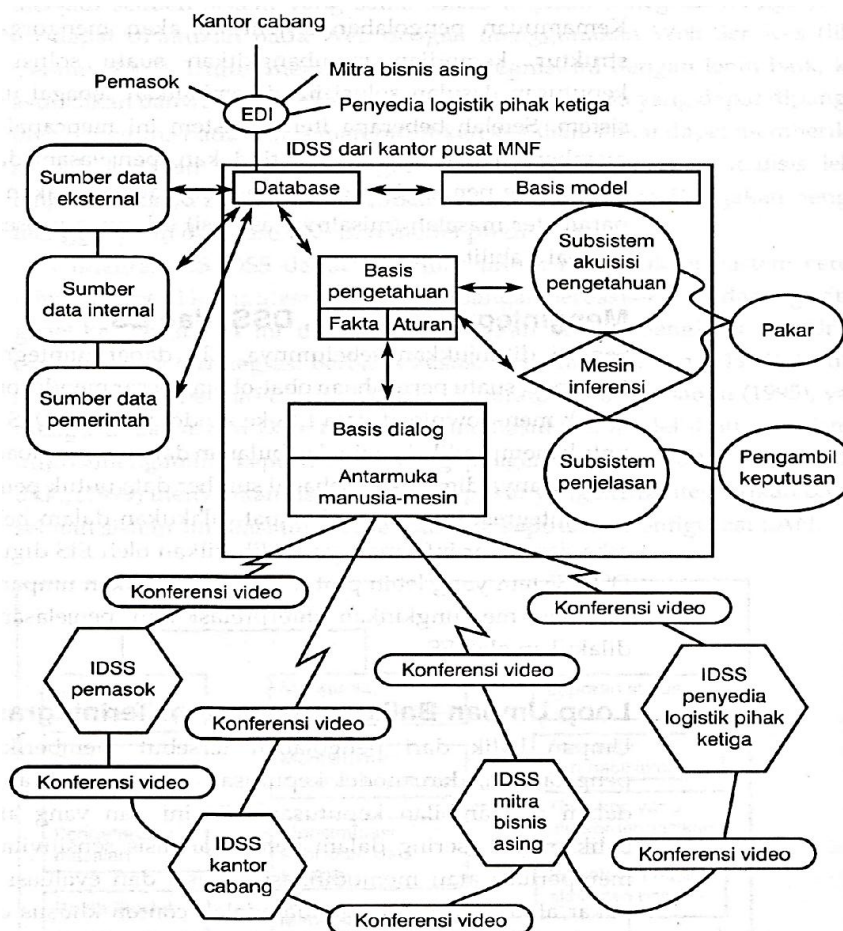 Kantor cabang
Mitra bisnis asing
Pemasok
EDI
Penyedia logistik pihak ketiga
IDSS dari kantor pusat MNF
Sumber data
eksternal
Database
Basis model
Sumber
data internal
Basis
pengetahuan
Fakta
Aturan
Subsistem
akuisisi
pengetahuan
Pakar
Mesin
inferensi
Sumber data
pemerintah
Basis dialog
Antarmuka
manusia-mesin
Subsistem
penjelasan
Pengambil
keputusan
Konferensi video
Konferensi video
IDSS
pemasok
Konferensi video
IDSS
penyedia
logistik pihak
ketiga
Konferensi video
Konferensi video
IDSS
kantor
cabang
IDSS
mitra
bisnis
asing
Konferensi video
Konferensi video